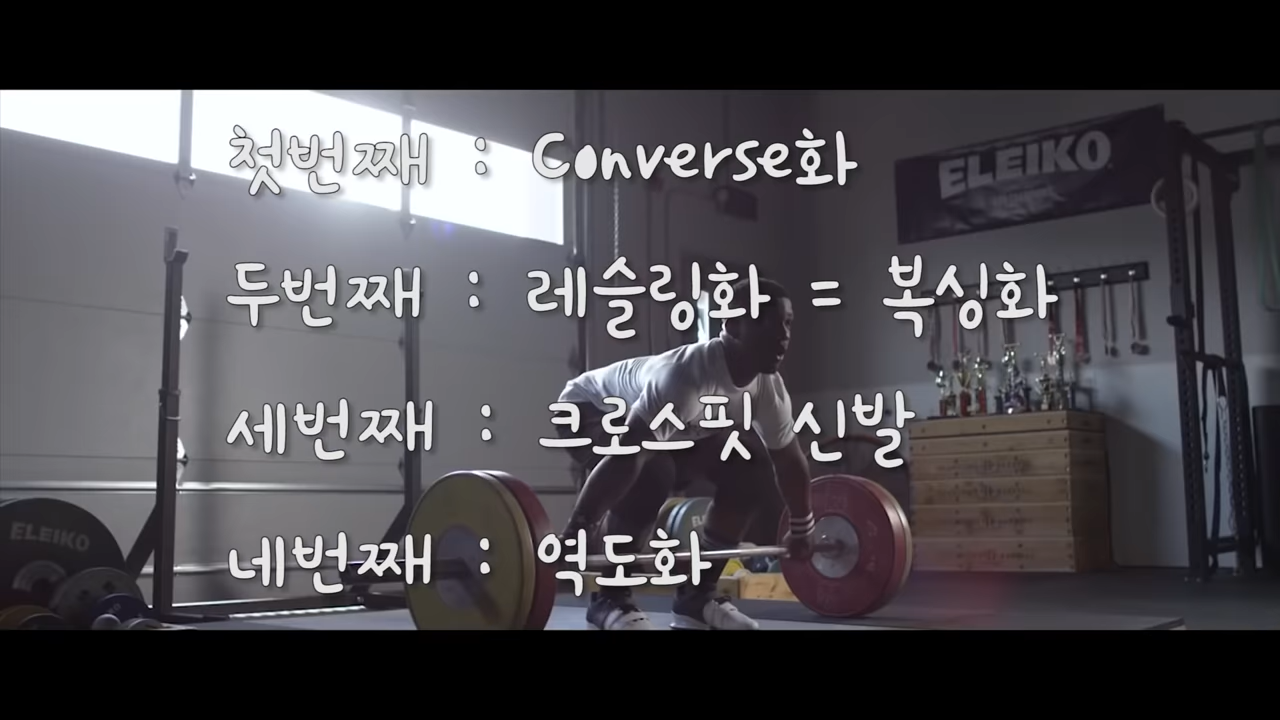 첫번째 : Converse화
ELEIKO
두번째 : 레슬링화 = 복싱화
세번째 : 크로스핏 신발
ELEIKO
네번째 : 역도화